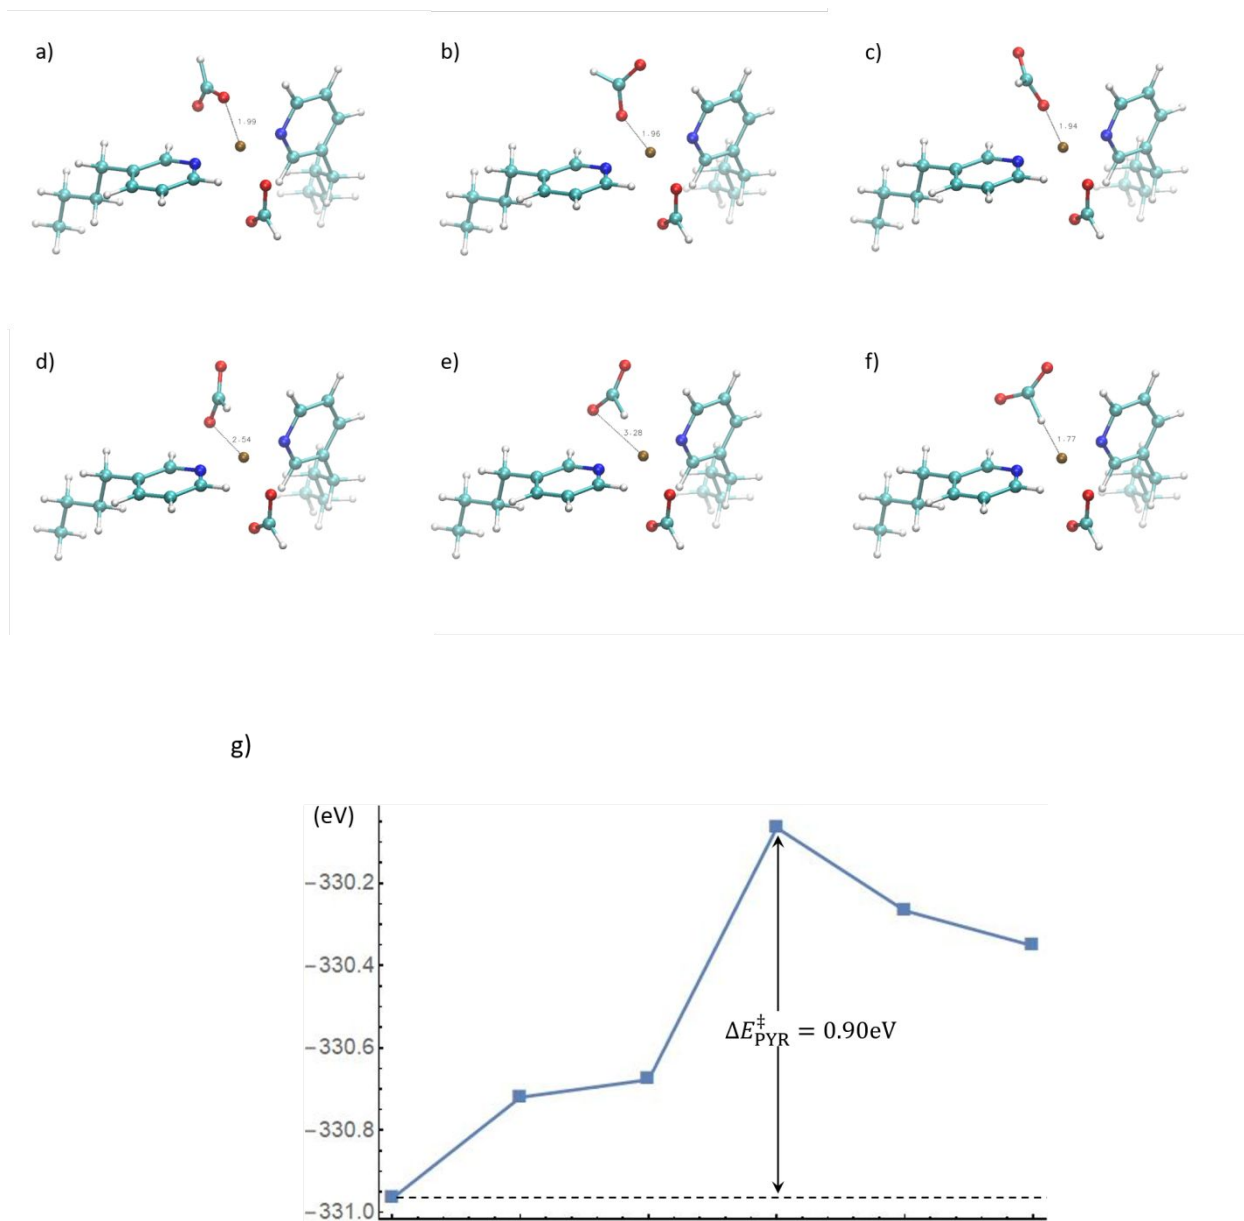 a)
b)
c)
1.99
1.96
1.94
d)
e)
f)
2.54
3.28
1.77
g)
(eV)
−330.2
−330.4
−330.6
ΔE‡PYR = 0.90eV
−330.8
−331.0